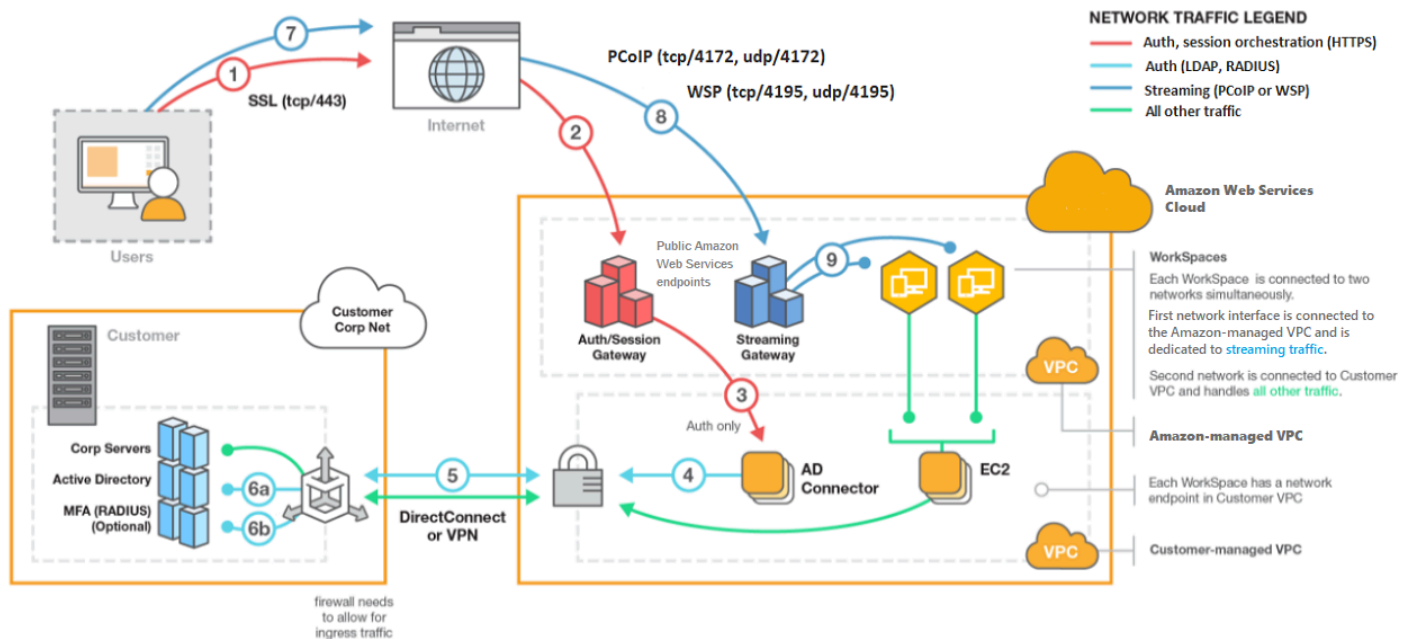 NETWORK TRAFFIC LEGEND
Auth, session orchestration (HTTPS)
Auth (LDAP, RADIUS)
Streaming (PCoIP or WSP)
All other traffic
7
1
SSL (tcp/443)
Internet
Users
PCoIP (tcp/4172, udp/4172)
WSP (tcp/4195, udp/4195)
8
2
Amazon Web Services
Cloud
Public Amazon
Web Services
endpoints
9
Auth/Session
Gateway
Streaming
Gateway
WorkSpaces
Each WorkSpace is connected to two
networks simultaneously.
First network interface is connected to
the Amazon-managed VPC and is
dedicated to streaming traffic.
Second network is connected to Customer
VPC and handles all other traffic.
VPC
Amazon-managed VPC
Customer
Customer
Corp Net
Corp Servers
Active Directory
MFA (RADIUS)
(Optional)
6a
6b
5
DirectConnect
or VPN
3
Auth only
4
AD
Connector
EC2
Each WorkSpace has a network
endpoint in Customer VPC
VPC
Customer-managed VPC
firewall needs
to allow for
ingress traffic